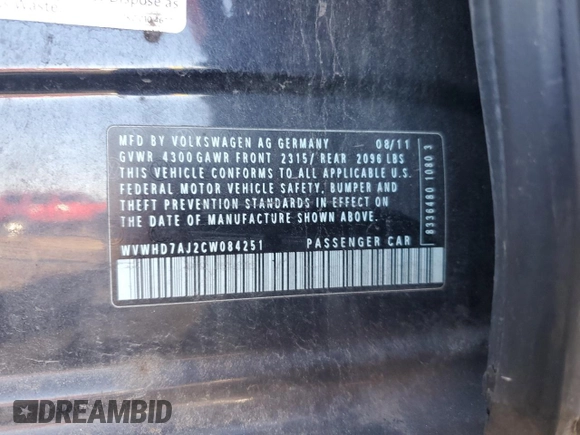 Dispose as
MFD BY VOLKSWAGEN AG GERMANY 08/11
GVWR 4300 GAWR FRONT 2315/ REAR 2096 LBS
THIS VEHICLE CONFORMS TO ALL APPLICABLE U.S.
FEDERAL MOTOR VEHICLE SAFETY, BUMPER AND
THEFT PREVENTION STANDARDS IN EFFECT ON THE
DATE OF MANUFACTURE SHOWN ABOVE.
WVWHD7AJ2CW084251 PASSENGER CAR
8336480 1080 3
DREAMBID